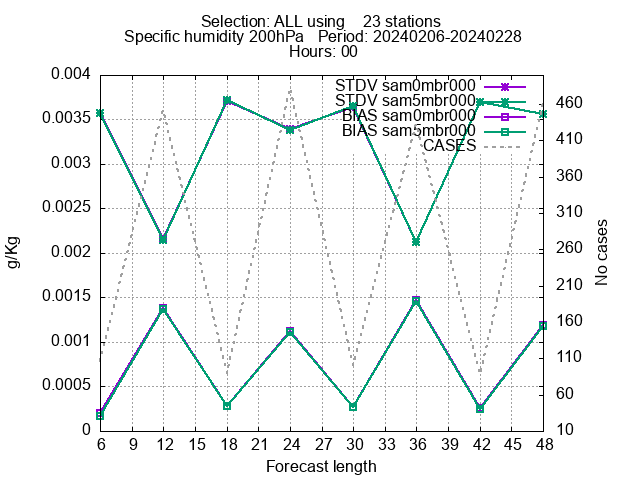 Selection: ALL using    23 stations
Specific humidity 200hPa   Period: 20240206-20240228
Hours: 00
STDV sam0mbr000
STDV sam5mbr000
BIAS sam0mbr000
BIAS sam5mbr000
CASES
0.004
0.0035
0.003
0.0025
0.002
0.0015
0.001
0.0005
0
g/Kg
460
410
360
310
260
210
160
110
60
10
No cases
6 9 12 15 18 21 24 27 30 33 36 39 42 45 48
Forecast length